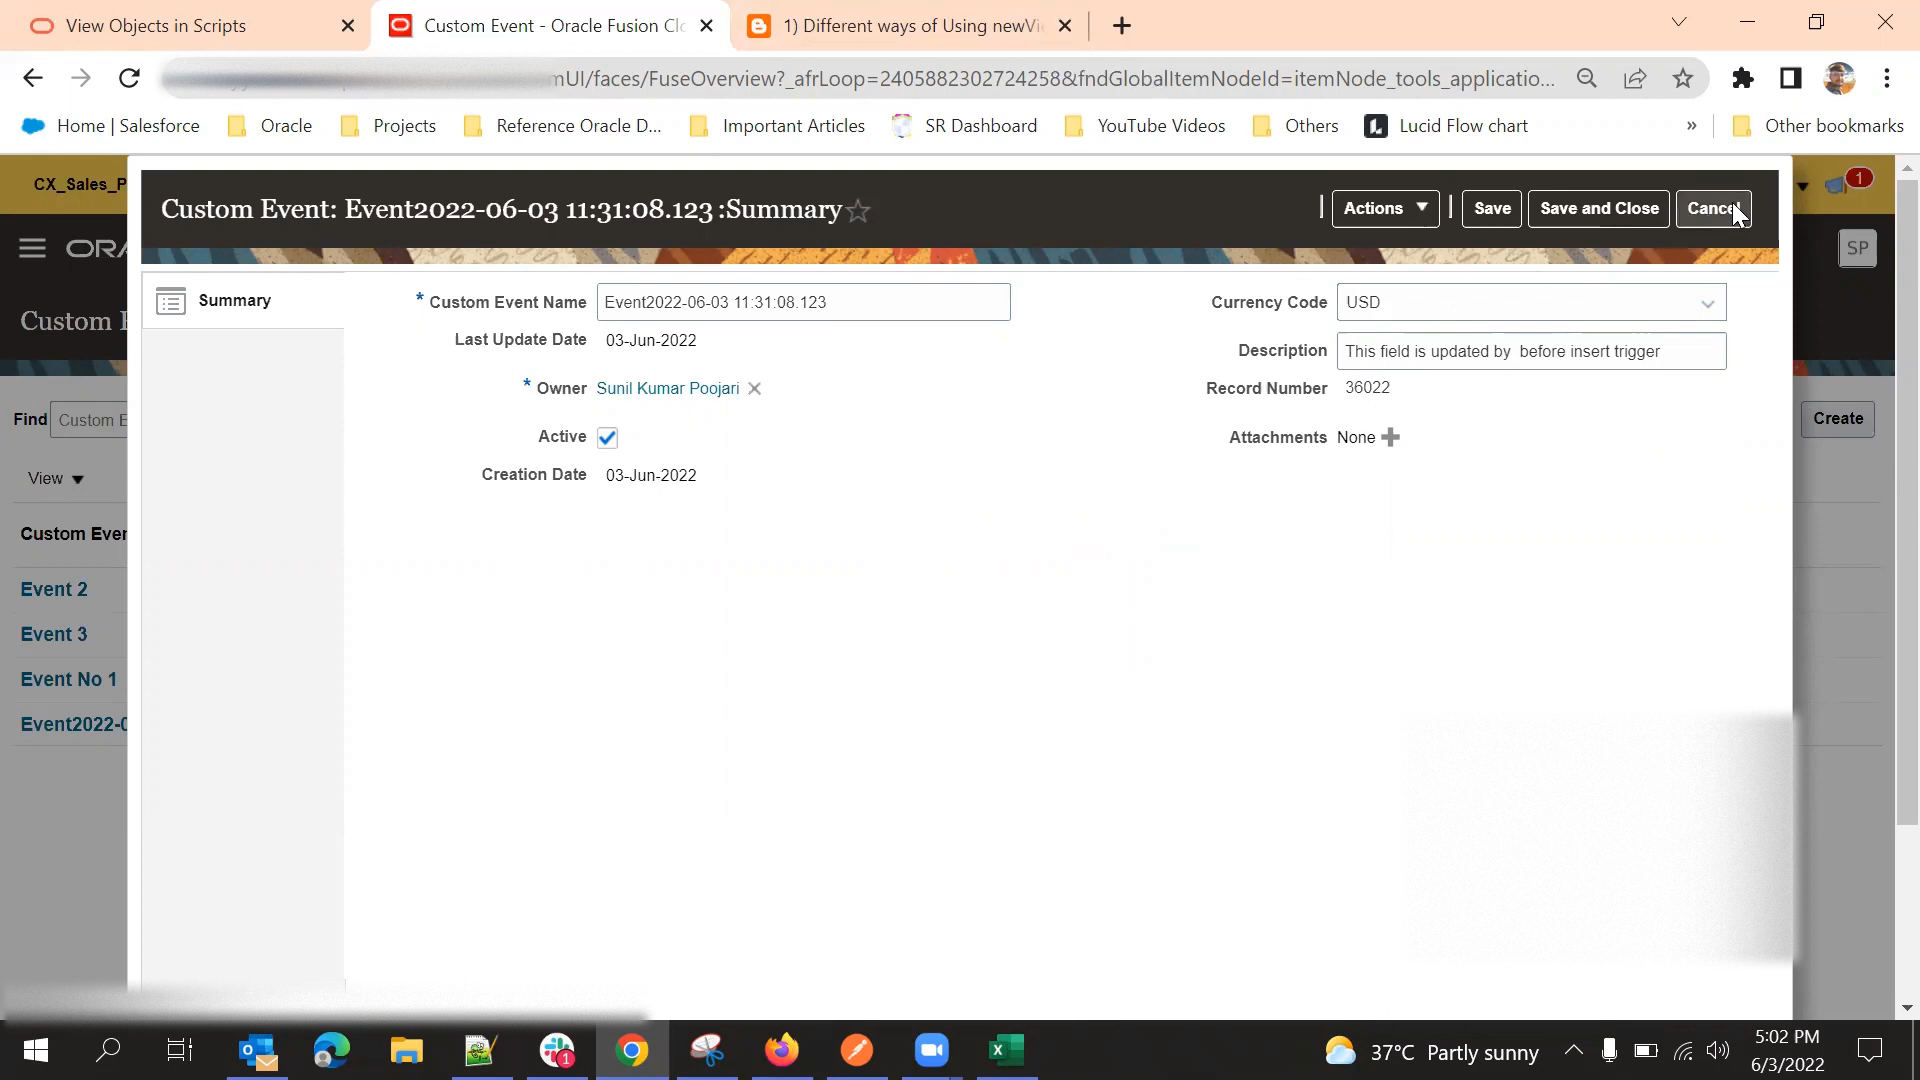 View Objects in Scripts
Custom Event - Oracle Fusion Clo
1) Different ways of Using newVi
mUI/faces/FuseOverview?_afrLoop=2405882302724258&fndGlobalItemNodeId=itemNode_tools_applicatio...
Home | Salesforce
Oracle
Projects
Reference Oracle D...
Important Articles
SR Dashboard
YouTube Videos
Others
Lucid Flow chart
»
Other bookmarks
CX_Sales_P
1
Custom Event: Event2022-06-03 11:31:08.123 :Summary
Actions
Save
Save and Close
Cancel
ORA
SP
Custom E
Summary
* Custom Event Name Event2022-06-03 11:31:08.123
Currency Code USD
Last Update Date 03-Jun-2022
Description This field is updated by before insert trigger
* Owner Sunil Kumar Poojari
Record Number 36022
Active
Attachments None
Creation Date 03-Jun-2022
Find Custom E
Create
View
Custom Even
Event 2
Event 3
Event No 1
Event2022-0
1
37°C Partly sunny
5:02 PM
6/3/2022